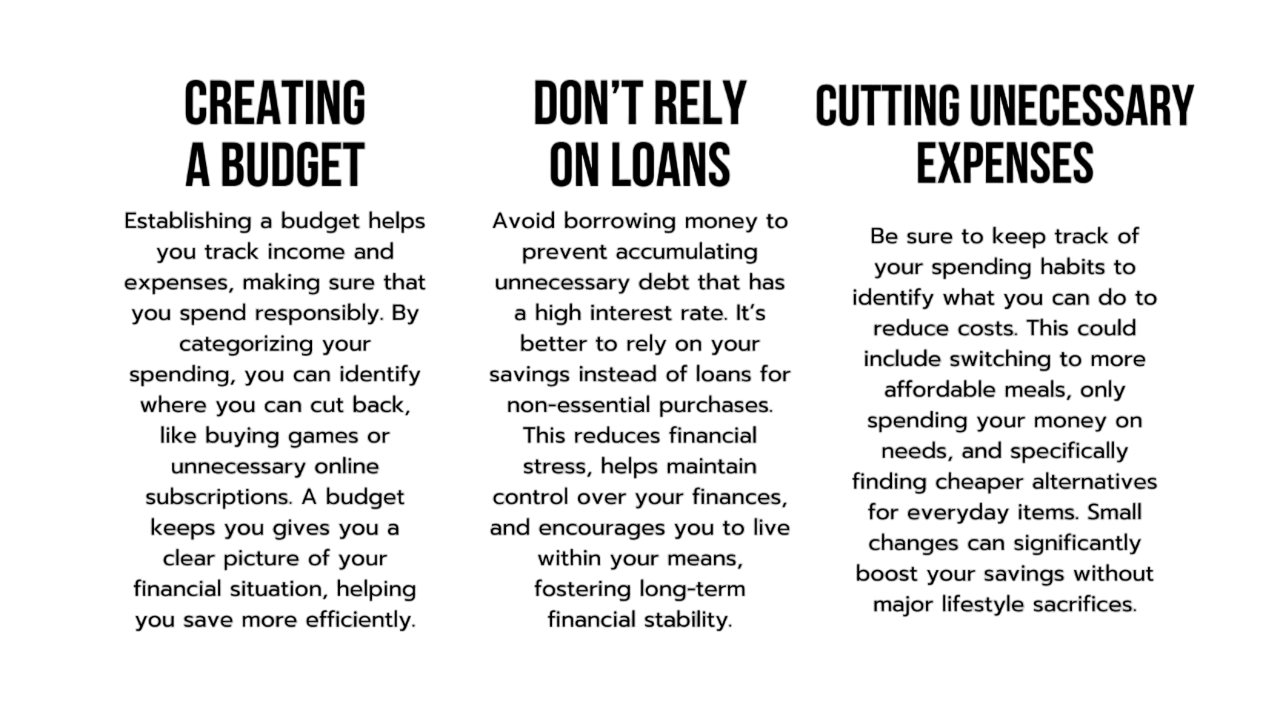 CREATING
A BUDGET
Establishing a budget helps
you track income and
expenses, making sure that
you spend responsibly. By
categorizing your
spending, you can identify
where you can cut back,
like buying games or
unnecessary online
subscriptions. A budget
keeps you gives you a
clear picture of your
financial situation, helping
you save more efficiently.
DON'T RELY
ON LOANS
Avoid borrowing money to
prevent accumulating
unnecessary debt that has
a high interest rate. It's
better to rely on your
savings instead of loans for
non-essential purchases.
This reduces financial
stress, helps maintain
control over your finances,
and encourages you to live
within your means,
fostering long-term
financial stability.
CUTTING UNECESSARY
EXPENSES
Be sure to keep track of
your spending habits to
identify what you can do to
reduce costs. This could
include switching to more
affordable meals, only
spending your money on
needs, and specifically
finding cheaper alternatives
for everyday items. Small
changes can significantly
boost your savings without
major lifestyle sacrifices.